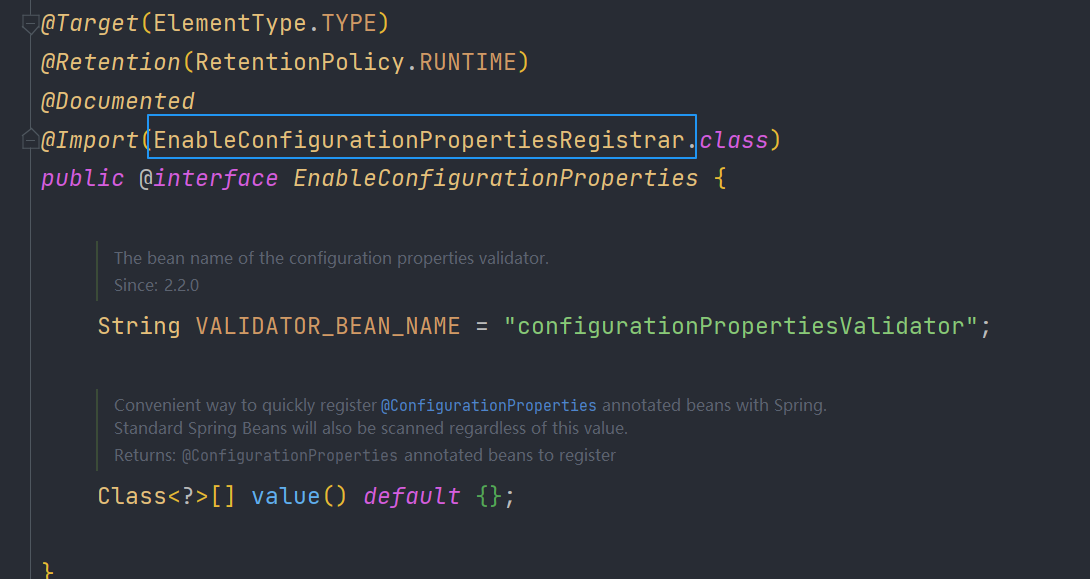 @Target(ElementType.TYPE)
@Retention(RetentionPolicy.RUNTIME)
@Documented
@Import(EnableConfigurationPropertiesRegistrar.class)
public @interface EnableConfigurationProperties {
The bean name of the configuration properties validator.
Since: 2.2.0
String VALIDATOR_BEAN_NAME = "configurationPropertiesValidator";
Convenient way to quickly register @ConfigurationProperties annotated beans with Spring.
Standard Spring Beans will also be scanned regardless of this value.
Returns: @ConfigurationProperties annotated beans to register
Class<?>[] value() default {};
}